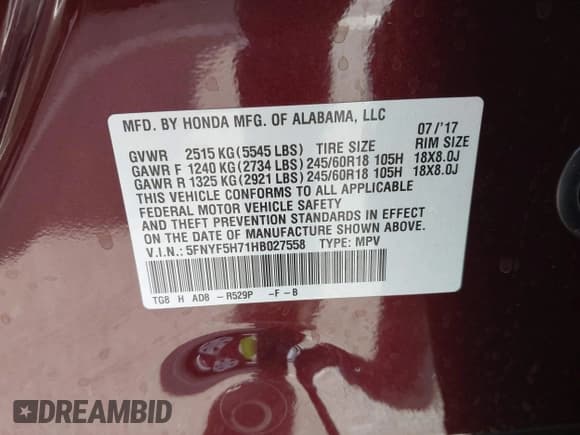 MFD. BY HONDA MFG. OF ALABAMA, LLC 07/'17
GVWR 2515 KG(5545 LBS) TIRE SIZE RIM SIZE
GAWR F 1240 KG(2734 LBS) 245/60R18 105H 18X8.0J
GAWR R 1325 KG(2921 LBS) 245/60R18 105H 18X8.0J
THIS VEHICLE CONFORMS TO ALL APPLICABLE
FEDERAL MOTOR VEHICLE SAFETY
AND THEFT PREVENTION STANDARDS IN EFFECT
ON THE DATE OF MANUFACTURE SHOWN ABOVE.
V.I.N.: 5FNYF5H71HB027558 TYPE: MPV
TG8 H AD8 - R529P -F-B
DREAMBID